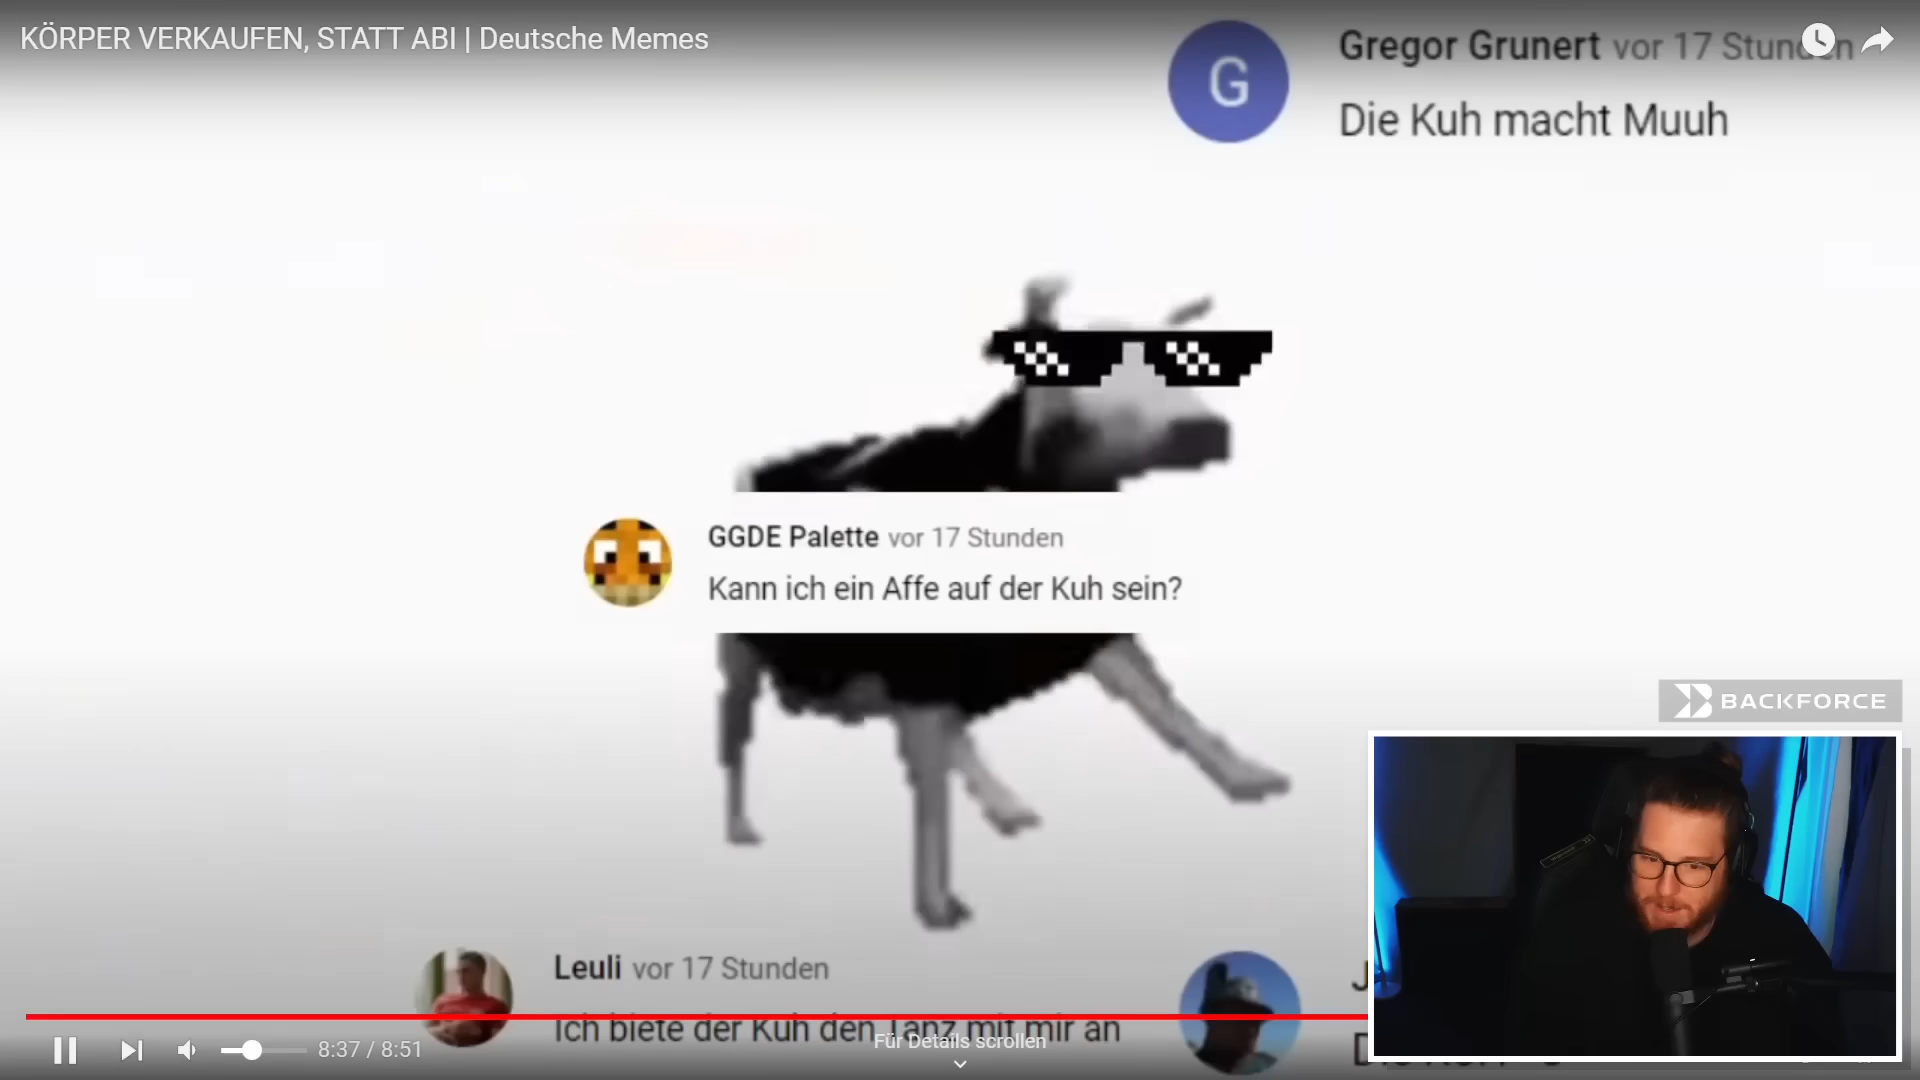 KÖRPER VERKAUFEN, STATT ABI | Deutsche Memes
G
Gregor Grunert vor 17 Stunden
Die Kuh macht Muuh
GGDE Palette vor 17 Stunden
Kann ich ein Affe auf der Kuh sein?
BACKFORCE
Leuli vor 17 Stunden
Ich biete der Kuh den Tanz mit mir an
Für Details scrollen
8:37 / 8:51